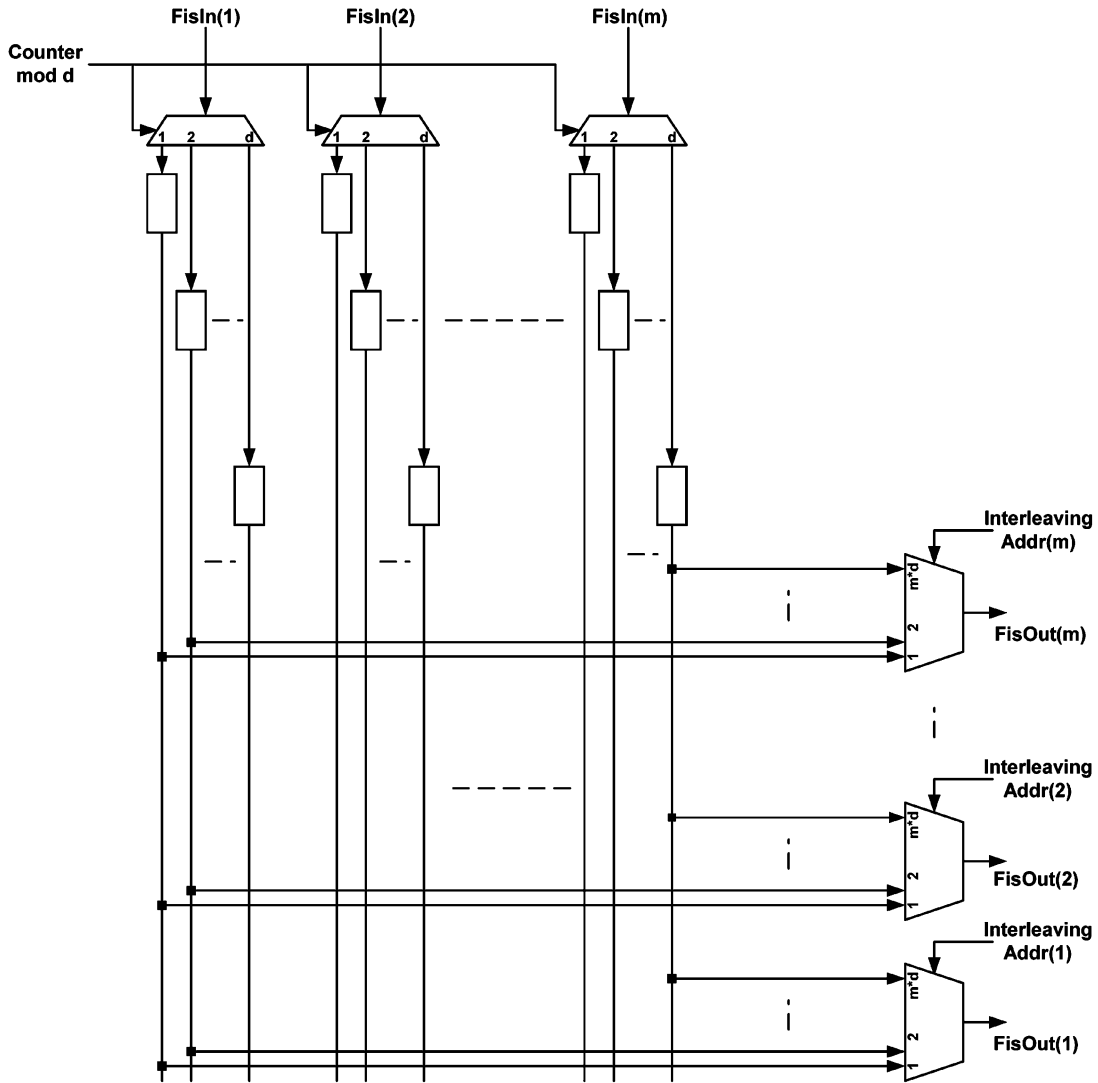 FisIn(1)
FisIn(2)
FisIn(m)
Counter
mod d
1 2 d
1 2 d
1 2 d
Interleaving
Addr(m)
m*d
2
1
FisOut(m)
Interleaving
Addr(2)
m*d
2
1
FisOut(2)
Interleaving
Addr(1)
m*d
2
1
FisOut(1)